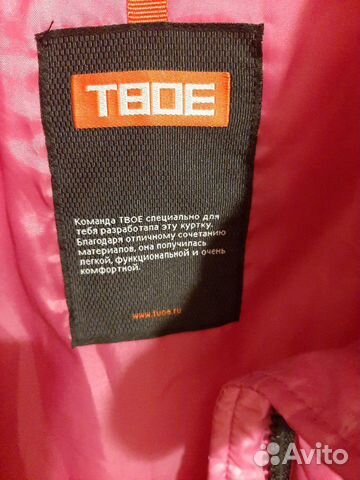 ТВОЕ
Команда ТВОЕ специально для
тебя разработала эту куртку.
Благодаря отличному сочетанию
материалов, она получилась
легкой, функциональной и очень
комфортной.
www.tvoe.ru
Avito